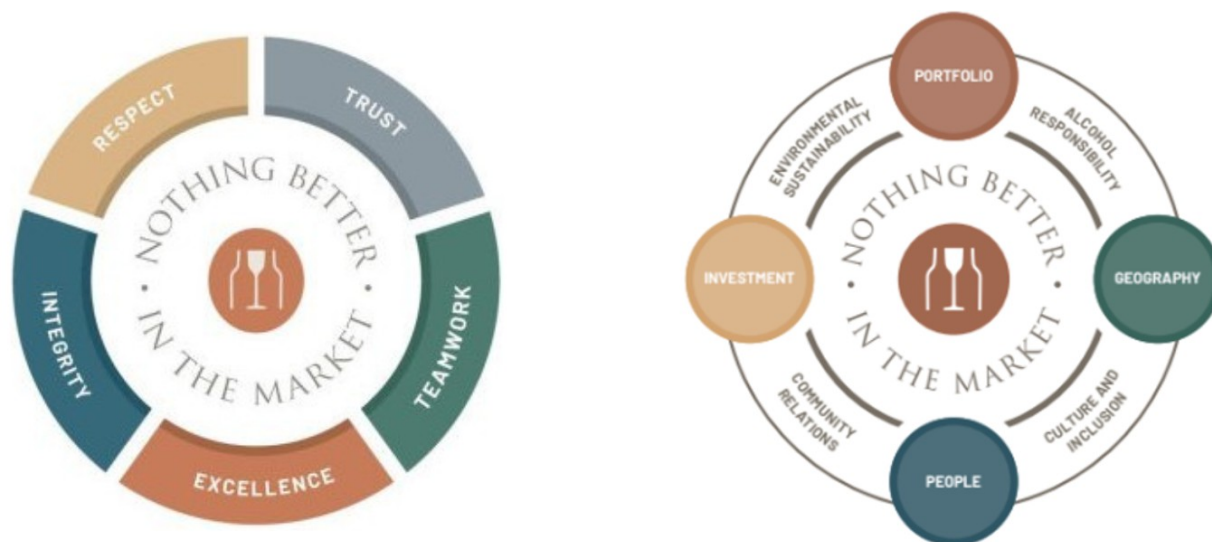 RESPECT
TRUST
INTEGRITY
TEAMWORK
EXCELLENCE
NOTHING BETTER
IN THE MARKET
PORTFOLIO
ENVIRONMENTAL
SUSTAINABILITY
ALCOHOL
RESPONSIBILITY
INVESTMENT
GEOGRAPHY
NOTHING BETTER
IN THE MARKET
COMMUNITY
RELATIONS
CULTURE AND
INCLUSION
PEOPLE